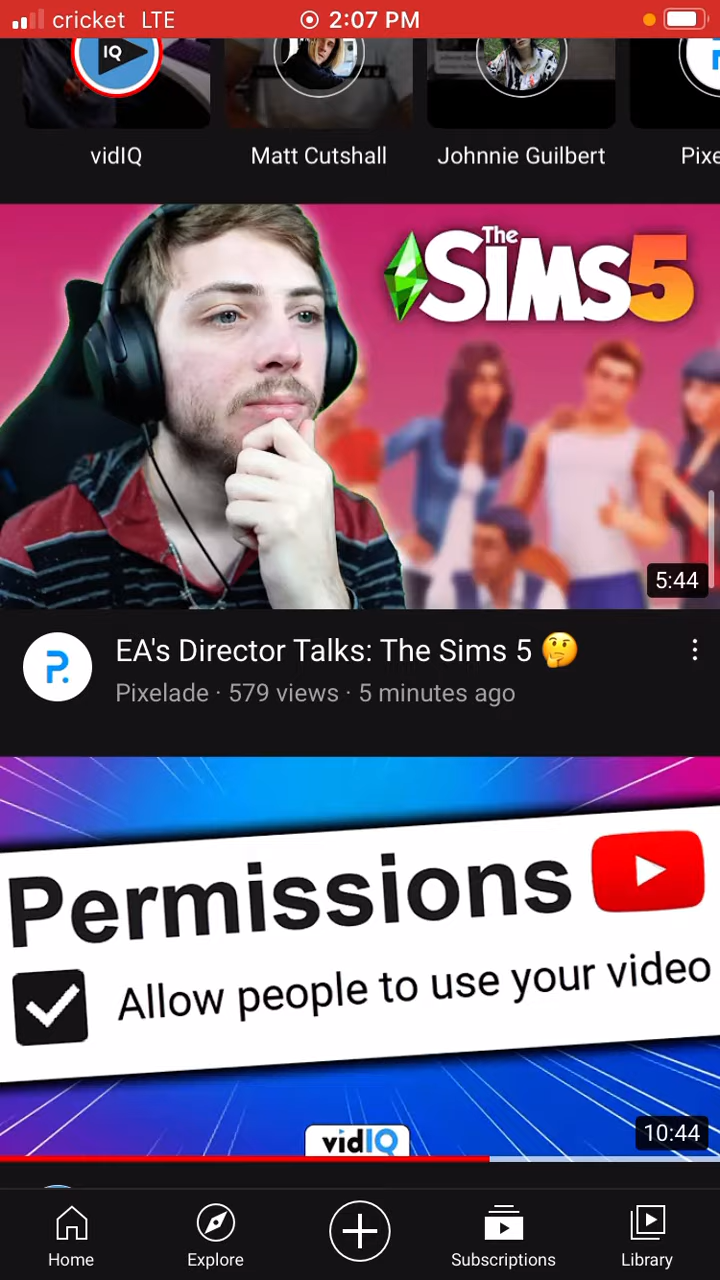 cricket LTE 2:07 PM
IQ
vidIQ Matt Cutshall Johnnie Guilbert Pixe
The
SIMS 5
5:44
P.
EA's Director Talks: The Sims 5 🤔
Pixelade · 579 views · 5 minutes ago
Permissions
Allow people to use your video
vidIQ
10:44
Home Explore Subscriptions Library